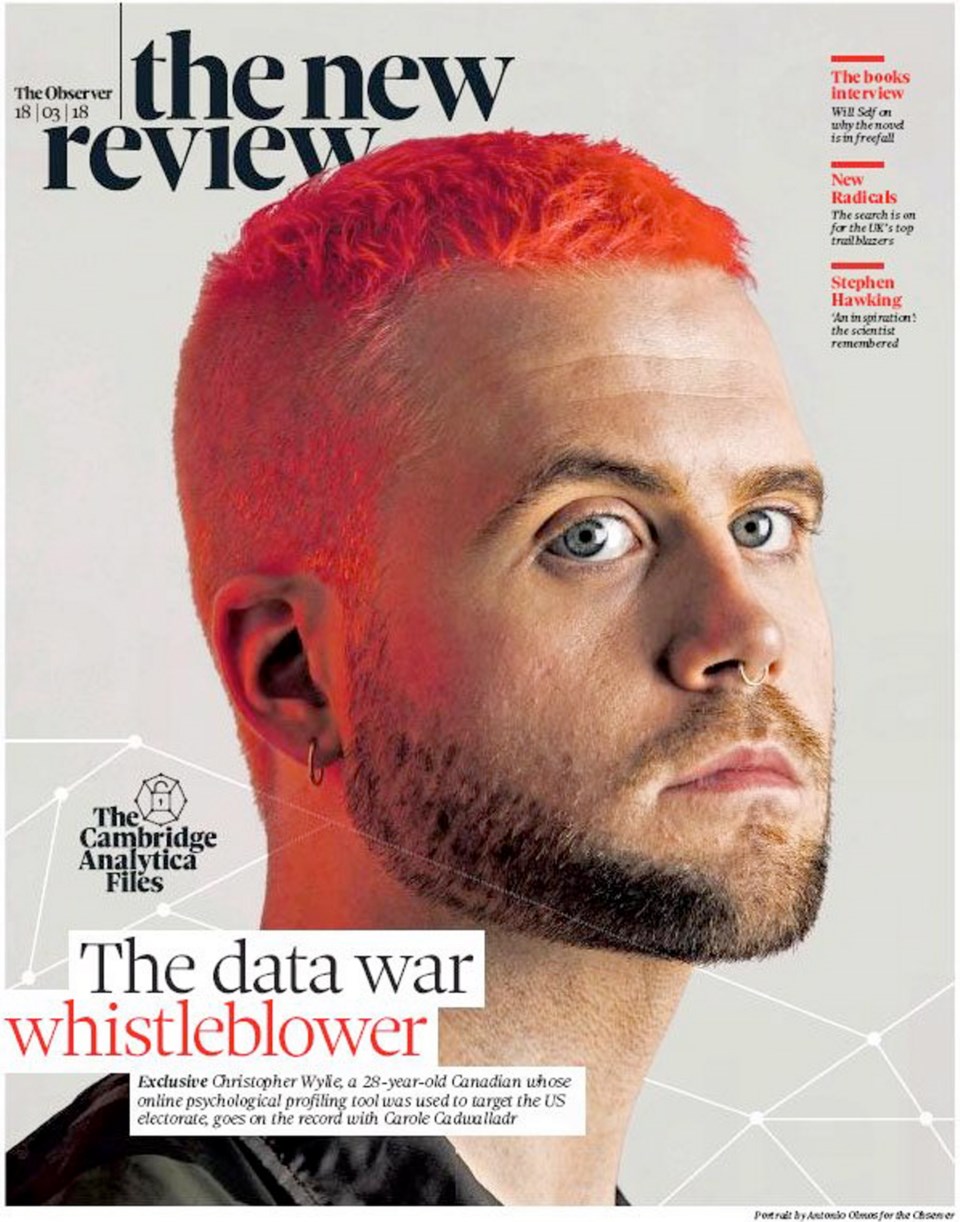 The Observer
18 | 03 | 18
the new
review
The books
interview
Will Self on
why the novel
is in freefall
New
Radicals
The search is on
for the UK's top
trailblazers
Stephen
Hawking
'An inspiration':
the scientist
remembered
The
Cambridge
Analytica
Files
The data war
whistleblower
Exclusive Christopher Wylie, a 28-year-old Canadian whose
online psychological profiling tool was used to target the US
electorate, goes on the record with Carole Cadwalladr
Portrait by Antonio Olmos for the Observer